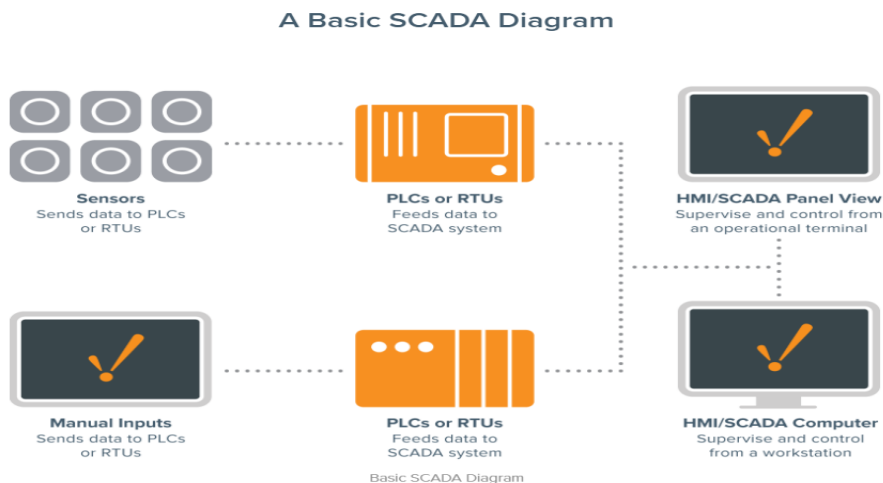 A Basic SCADA Diagram
Sensors
Sends data to PLCs
or RTUs
PLCs or RTUs
Feeds data to
SCADA system
HMI/SCADA Panel View
Supervise and control from
an operational terminal
Manual Inputs
Sends data to PLCs
or RTUs
PLCs or RTUs
Feeds data to
SCADA system
HMI/SCADA Computer
Supervise and control
from a workstation
Basic SCADA Diagram